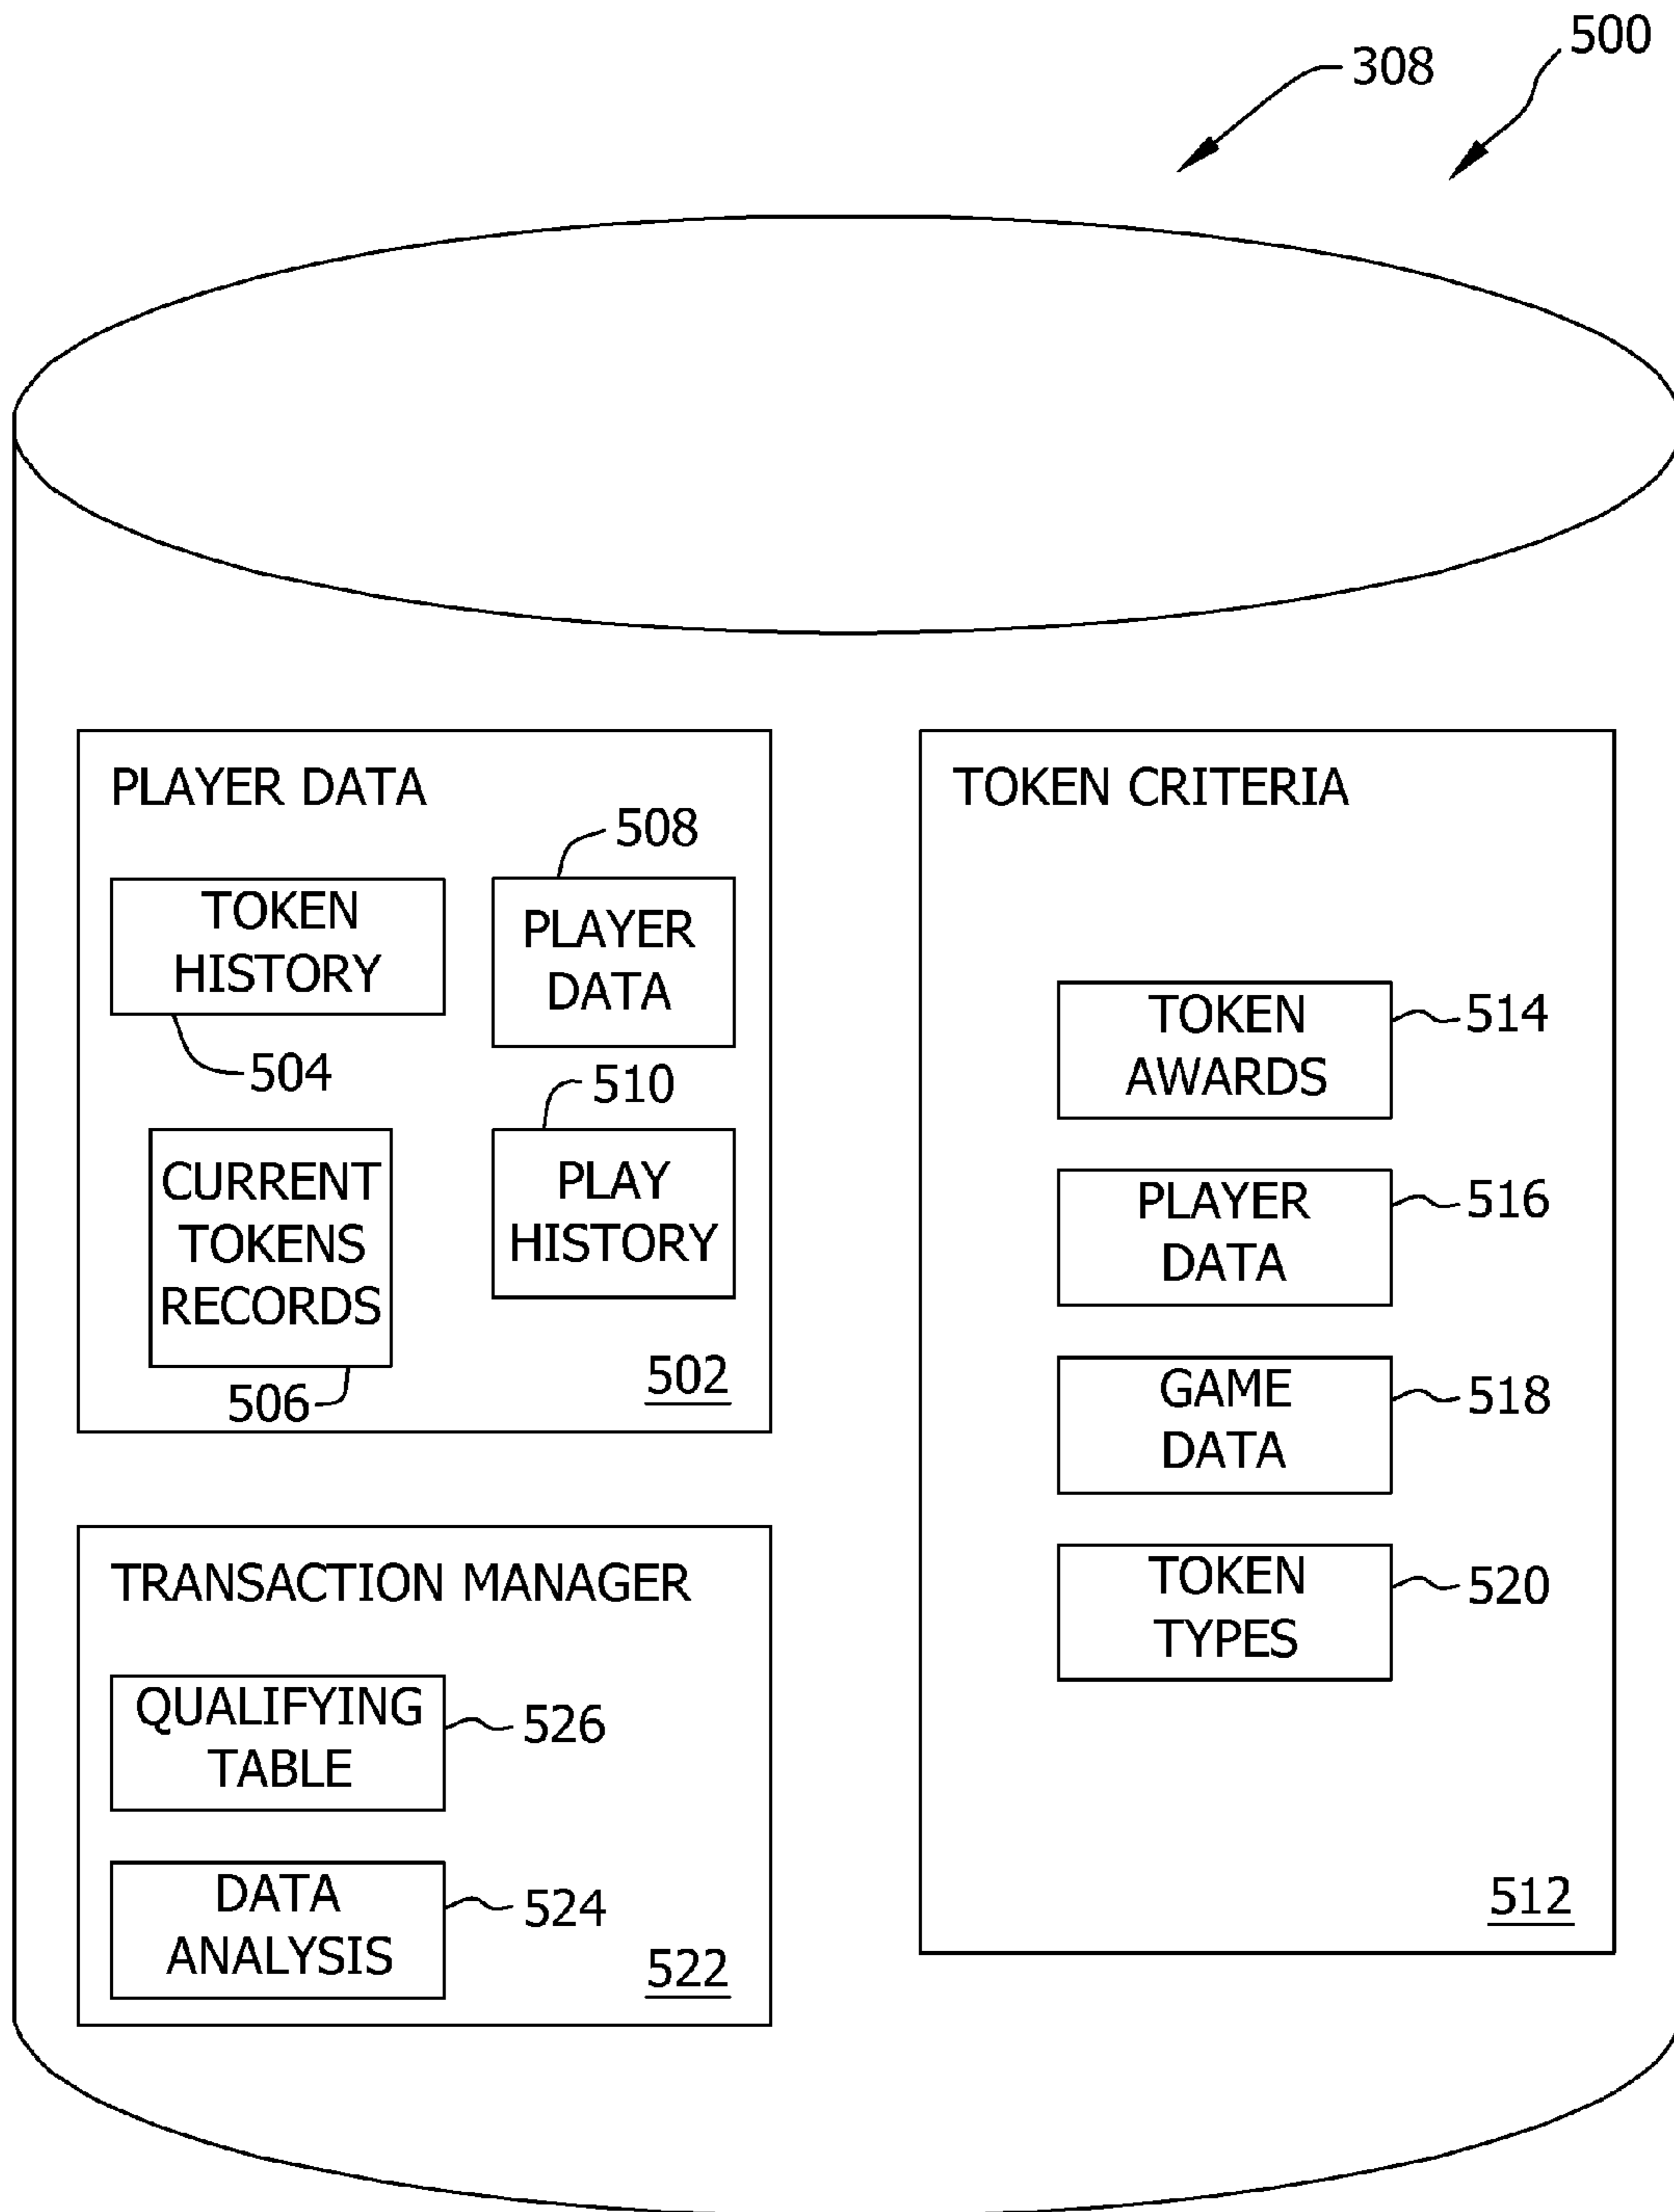 500
308
PLAYER DATA
508
TOKEN
HISTORY
PLAYER
DATA
504
510
CURRENT
TOKENS
RECORDS
PLAY
HISTORY
506
502
TRANSACTION MANAGER
QUALIFYING
TABLE
526
DATA
ANALYSIS
524
522
TOKEN CRITERIA
TOKEN
AWARDS
514
PLAYER
DATA
516
GAME
DATA
518
TOKEN
TYPES
520
512